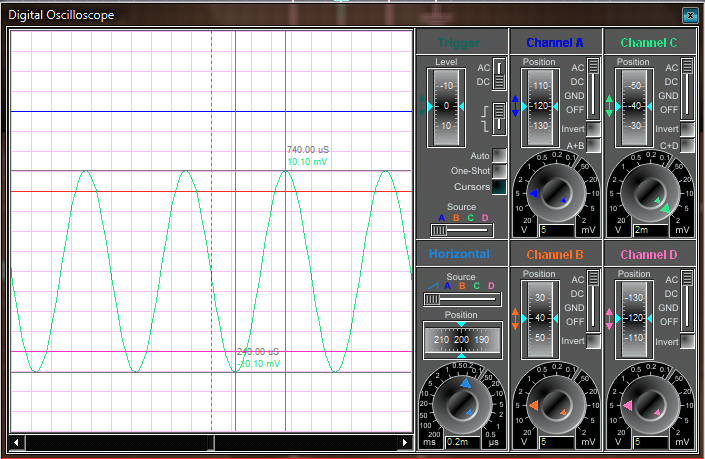 Digital Oscilloscope
740.00 uS
10.10 mV
240.00 uS
-10.10 mV
Trigger
Level
-10
0
10
AC
DC
Auto
One-Shot
Cursors
Source
A B C D
Channel A
Position
-110
-120
-130
AC
DC
GND
OFF
Invert
A+B
1 0.5 0.2 0.1
2 50
5 20
10 10
20 5
2
V mV
5
Channel C
Position
-50
-40
-30
AC
DC
GND
OFF
Invert
C+D
1 0.5 0.2 0.1
2 50
5 20
10 10
20 5
2
V mV
2m
Horizontal
Source
A B C D
Position
210 200 190
1 0.5 0.2 0.1
2 50
5 20
10 10
20 5
50 2
100 1
200 0.5
ms µs
0.2m
Channel B
Position
30
40
50
AC
DC
GND
OFF
Invert
1 0.5 0.2 0.1
2 50
5 20
10 10
20 5
2
V mV
5
Channel D
Position
-130
-120
-110
AC
DC
GND
OFF
Invert
1 0.5 0.2 0.1
2 50
5 20
10 10
20 5
2
V mV
5